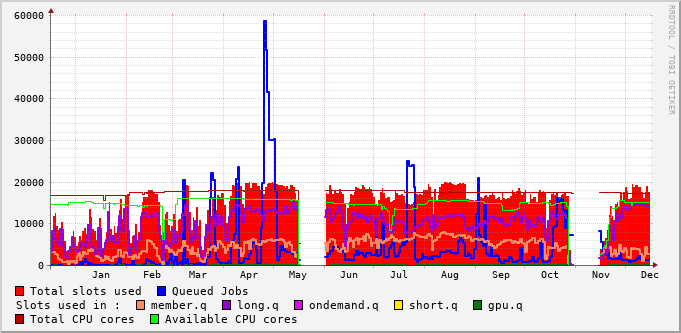 60000
50000
40000
30000
20000
10000
0
Jan Feb Mar Apr May Jun Jul Aug Sep Oct Nov Dec
RRDTOOL / TOBI OETIKER
Total slots used Queued Jobs
Slots used in : member.q long.q ondemand.q short.q gpu.q
Total CPU cores Available CPU cores